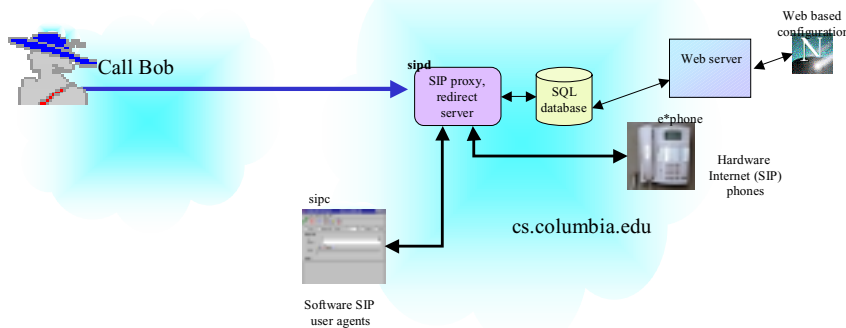 Call Bob
sipd
SIP proxy,
redirect
server
SQL
database
Web server
Web based
configuration
N
e*phone
Hardware
Internet (SIP)
phones
sipc
cs.columbia.edu
Software SIP
user agents